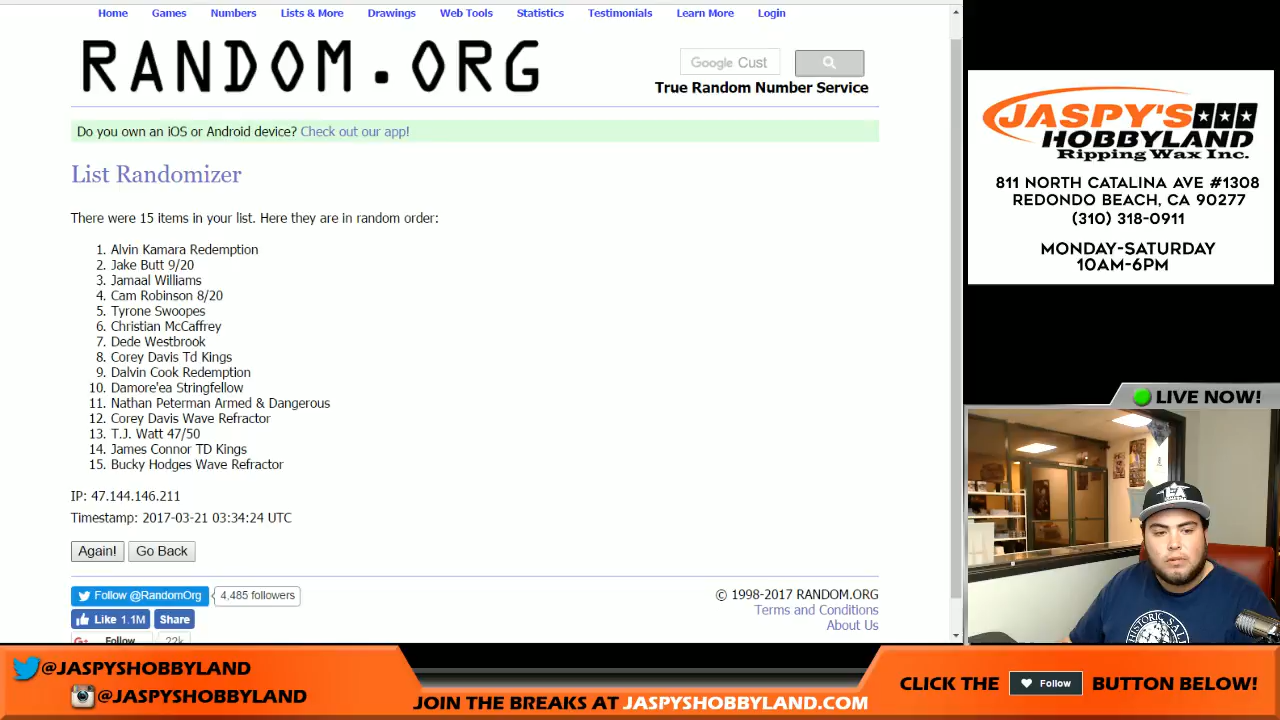 Home Games Numbers Lists & More Drawings Web Tools Statistics Testimonials Learn More Login
RANDOM.ORG
Google Cust
True Random Number Service
Do you own an iOS or Android device? Check out our app!
List Randomizer
There were 15 items in your list. Here they are in random order:
1. Alvin Kamara Redemption
2. Jake Butt 9/20
3. Jamaal Williams
4. Cam Robinson 8/20
5. Tyrone Swoopes
6. Christian McCaffrey
7. Dede Westbrook
8. Corey Davis Td Kings
9. Dalvin Cook Redemption
10. Damore'ea Stringfellow
11. Nathan Peterman Armed & Dangerous
12. Corey Davis Wave Refractor
13. T.J. Watt 47/50
14. James Connor TD Kings
15. Bucky Hodges Wave Refractor
IP: 47.144.146.211
Timestamp: 2017-03-21 03:34:24 UTC
Again! Go Back
Follow @RandomOrg 4,485 followers
Like 1.1M Share
G+ Follow 22k
© 1998-2017 RANDOM.ORG
Terms and Conditions
About Us
JASPY'S
HOBBYLAND
Ripping Wax Inc.
811 NORTH CATALINA AVE #1308
REDONDO BEACH, CA 90277
(310) 318-0911
MONDAY-SATURDAY
10AM-6PM
LIVE NOW!
@JASPYSHOBBYLAND
@JASPYSHOBBYLAND
JOIN THE BREAKS AT JASPYSHOBBYLAND.COM
CLICK THE Follow BUTTON BELOW!